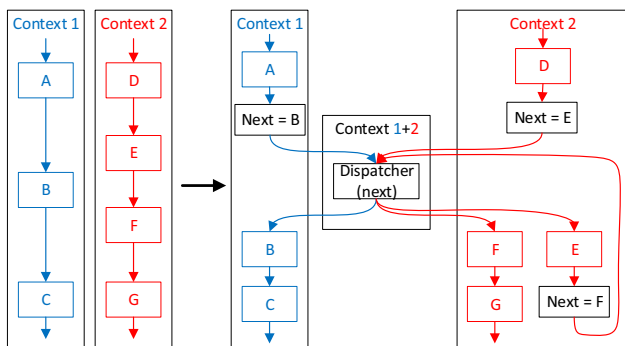 Context 1
A
B
C
Context 2
D
E
F
G
Context 1
A
Next = B
Context 1+2
Dispatcher
(next)
B
C
Context 2
D
Next = E
F
G
E
Next = F